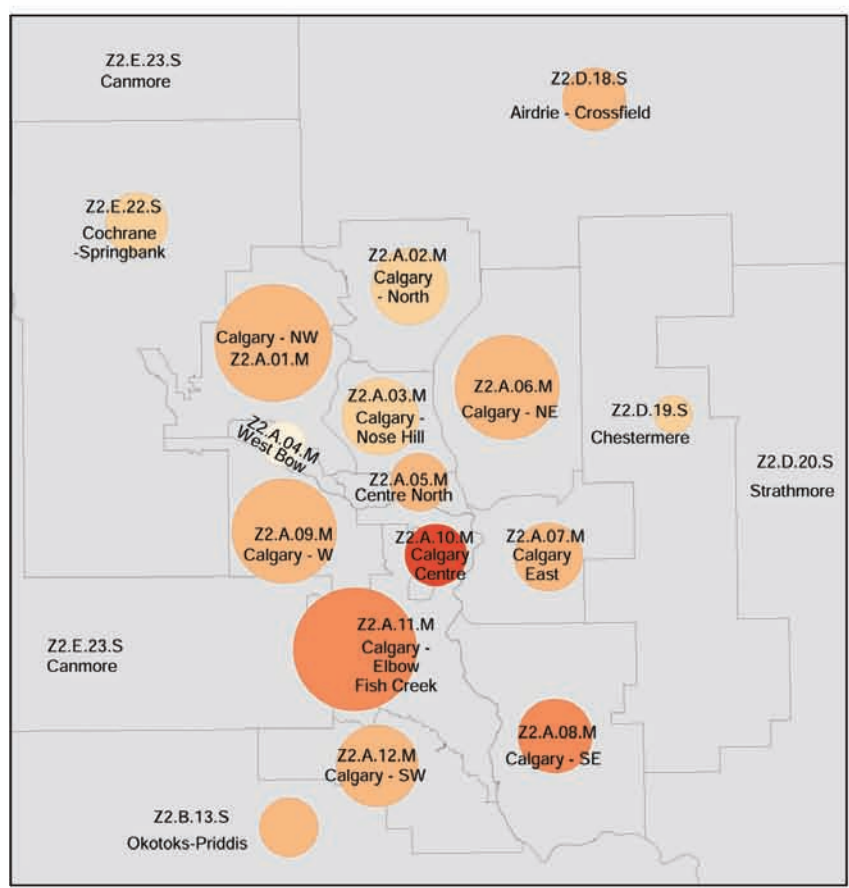 Z2.E.23.S
Canmore
Z2.D.18.S
Airdrie - Crossfield
Z2.E.22.S
Cochrane
-Springbank
Z2.A.02.M
Calgary
- North
Calgary - NW
Z2.A.01.M
Z2.A.03.M
Calgary -
Nose Hill
Z2.A.06.M
Calgary - NE
Z2.D.19.S
Chestermere
Z2.A.04.M
West Bow
Z2.D.20.S
Strathmore
Z2.A.05.M
Centre North
Z2.A.09.M
Calgary - W
Z2.A.10.M
Calgary
Centre
Z2.A.07.M
Calgary
East
Z2.E.23.S
Canmore
Z2.A.11.M
Calgary -
Elbow
Fish Creek
Z2.A.08.M
Calgary - SE
Z2.A.12.M
Calgary - SW
Z2.B.13.S
Okotoks-Priddis